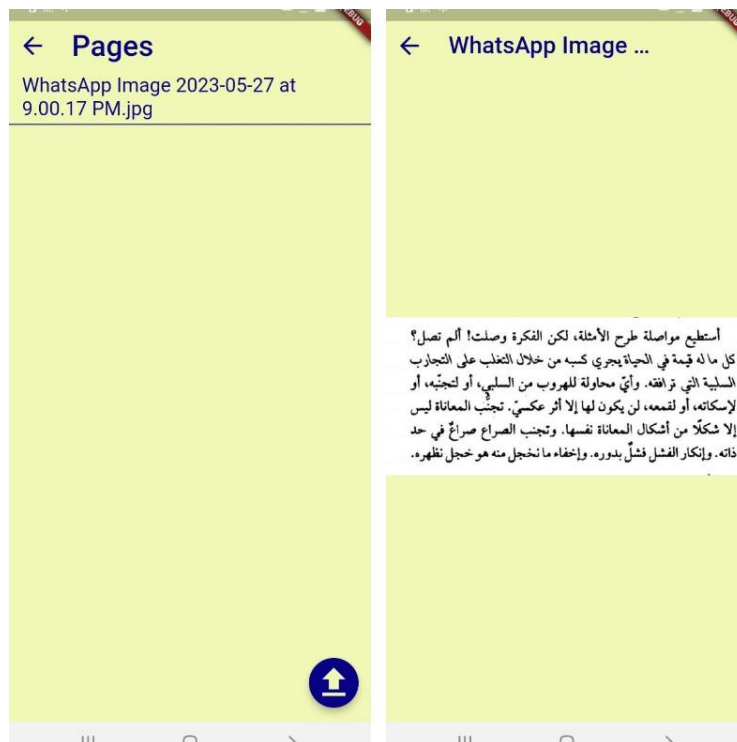 Pages
WhatsApp Image 2023-05-27 at
9.00.17 PM.jpg
WhatsApp Image ...
أستطيع مواصلة طرح الأمثلة، لكن الفكرة وصلت! ألم تصل؟
كل ما له قيمة في الحياة يجري كسبه من خلال التغلب على التجارب
السلبية التي ترافقه. وأيّ محاولة للهروب من السلبي، أو لتجنّبه، أو
لإسكاته، أو لقمعه، لن يكون لها إلا أثر عكسيّ. تجنُّب المعاناة ليس
إلا شكلًا من أشكال المعاناة نفسها. وتجنب الصراع صراعٌ في حد
ذاته. وإنكار الفشل فشلٌ بدوره. وإخفاء ما نخجل منه هو خجل نظهره.